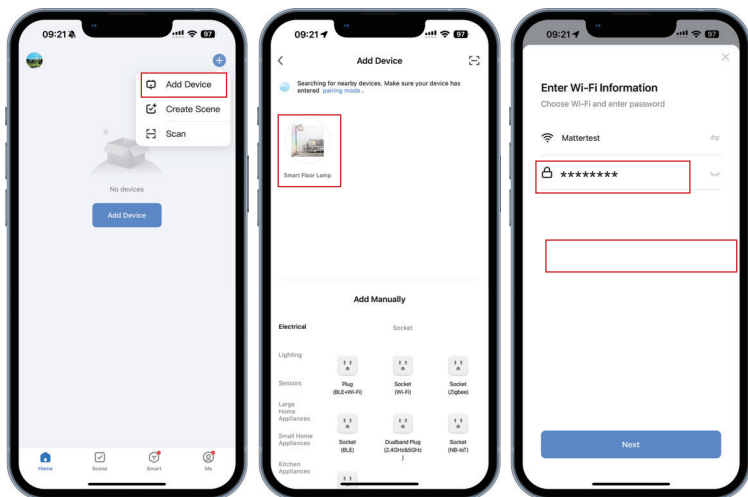 09:21
97
Add Device
Create Scene
Scan
No devices
Add Device
Home
Scene
Smart
Me
09:21
97
Add Device
Searching for nearby devices. Make sure your device has
entered pairing mode .
Smart Floor Lamp
Add Manually
Electrical
Socket
Lighting
Sensors
Plug
(BLE+Wi-Fi)
Socket
(Wi-Fi)
Socket
(Zigbee)
Large
Home
Appliances
Small Home
Appliances
Socket
(BLE)
Dualband Plug
(2.4GHz&5GHz
)
Socket
(NB-IoT)
Kitchen
Appliances
09:21
97
Enter Wi-Fi Information
Choose Wi-Fi and enter password
Mattertest
********
Next